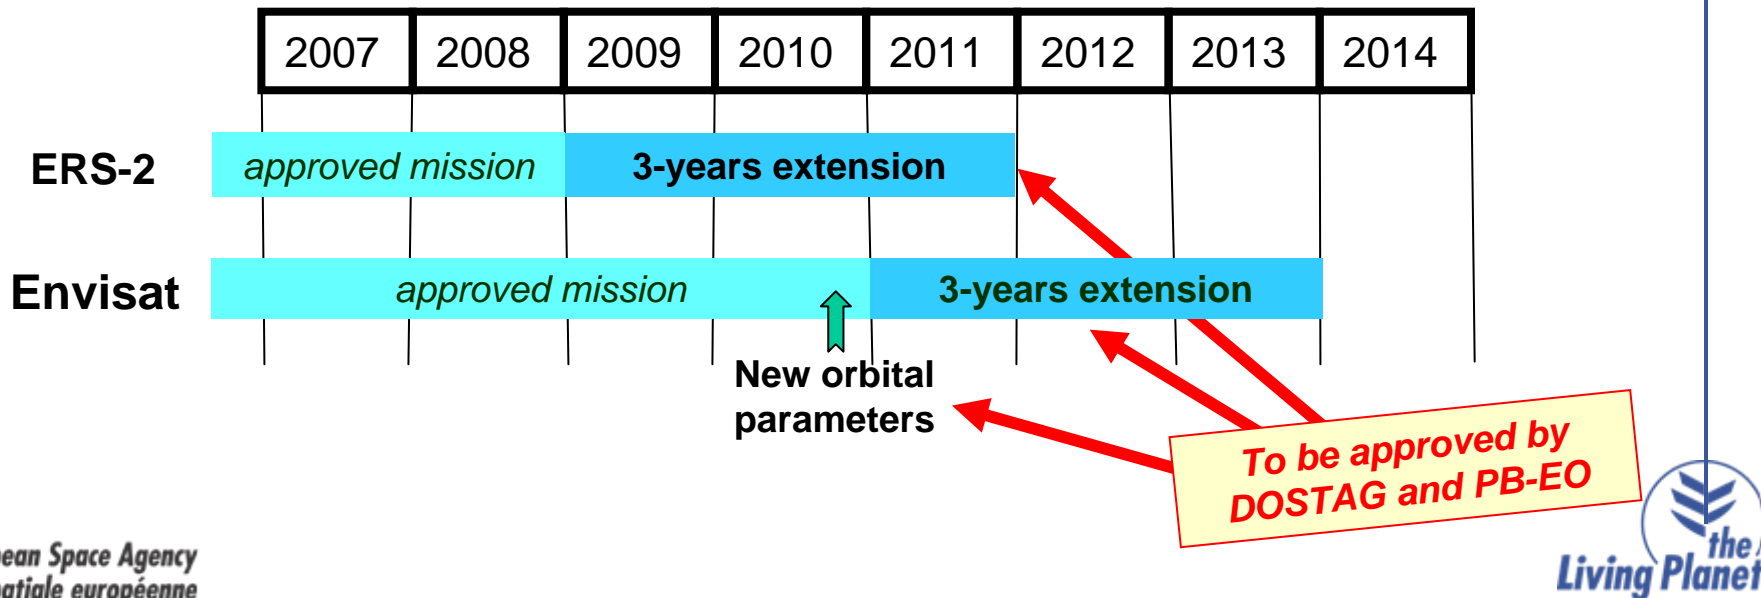 2007 2008 2009 2010 2011 2012 2013 2014
ERS-2 approved mission 3-years extension
Envisat approved mission 3-years extension
New orbital
parameters
To be approved by
DOSTAG and PB-EO
Space Agency
européenne
the
Living Planet